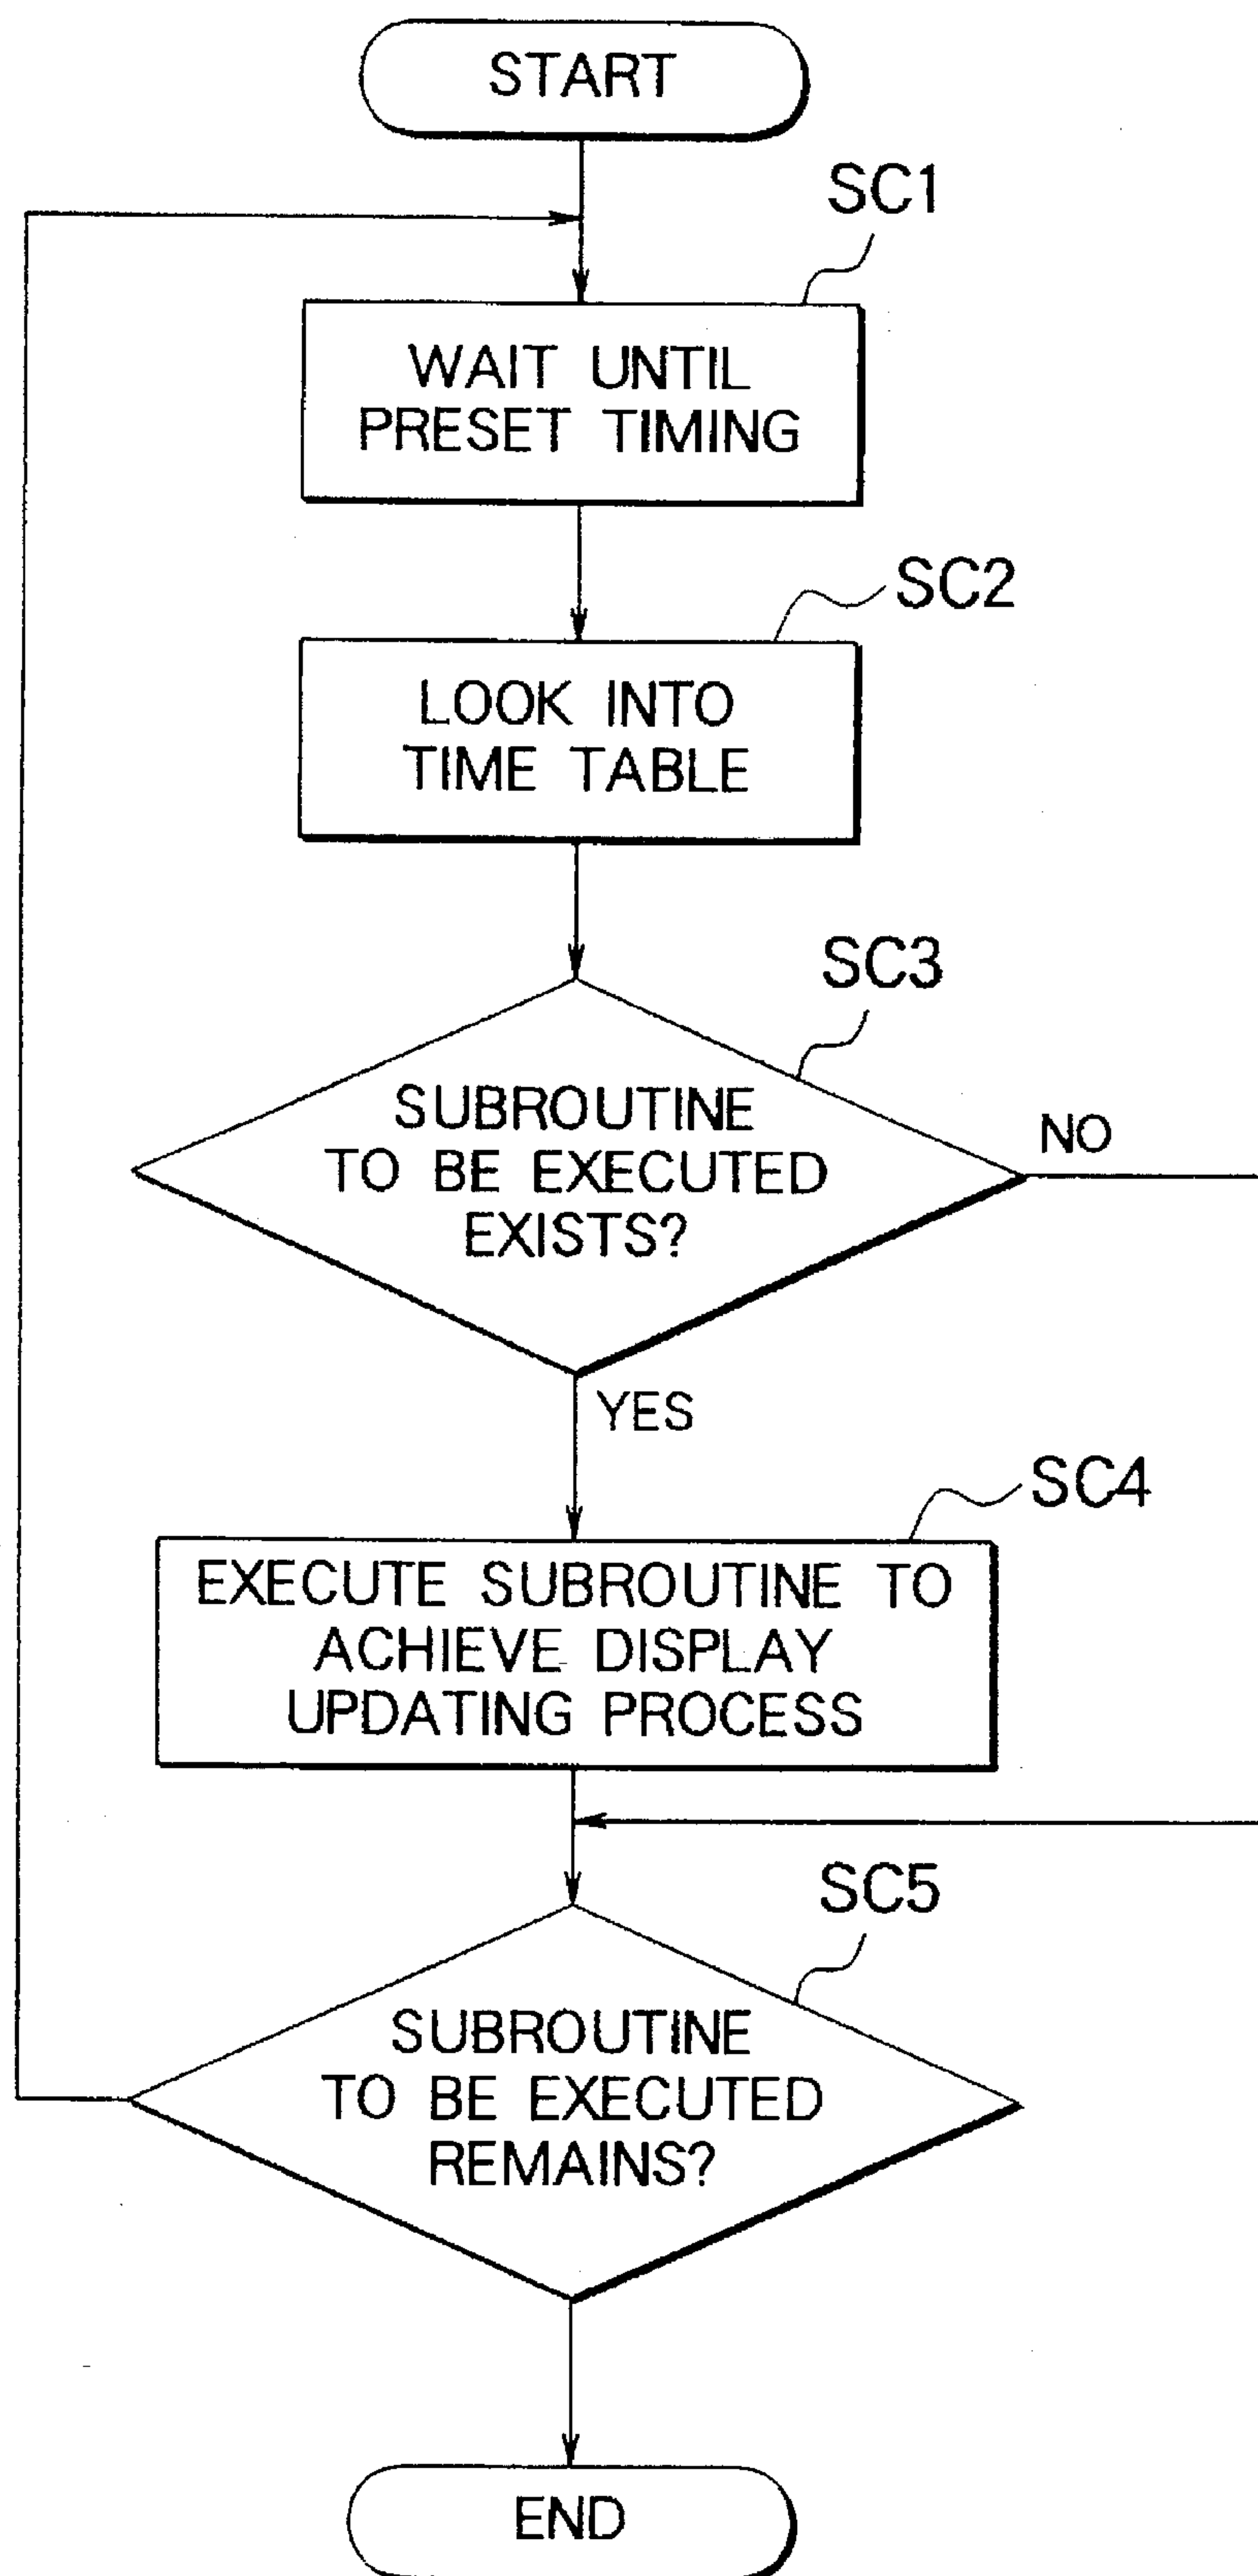 START
SC1
WAIT UNTIL
PRESET TIMING
SC2
LOOK INTO
TIME TABLE
SC3
SUBROUTINE
TO BE EXECUTED
EXISTS?
NO
YES
SC4
EXECUTE SUBROUTINE TO
ACHIEVE DISPLAY
UPDATING PROCESS
SC5
SUBROUTINE
TO BE EXECUTED
REMAINS?
END